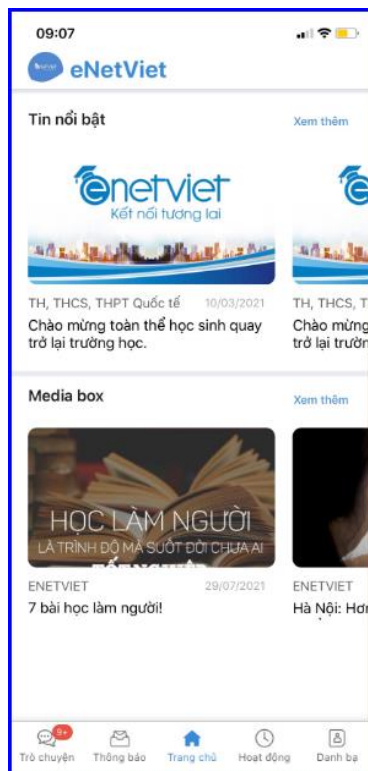 09:07
eNetViet
Tin nổi bật
Xem thêm
enetviet
Kết nối tương lai
TH, THCS, THPT Quốc tế 10/03/2021
Chào mừng toàn thể học sinh quay
trở lại trường học.
TH, THCS, T
Chào mừng
trở lại trườn
Media box
Xem thêm
HỌC LÀM NGƯỜI
LÀ TRÌNH ĐỘ MÀ SUỐT ĐỜI CHƯA AI
TỐT NGHIỆP
ENETVIET 29/07/2021
7 bài học làm người!
ENETVIET
Hà Nội: Hơn
9+
Trò chuyện
Thông báo
Trang chủ
Hoạt động
Danh bạ